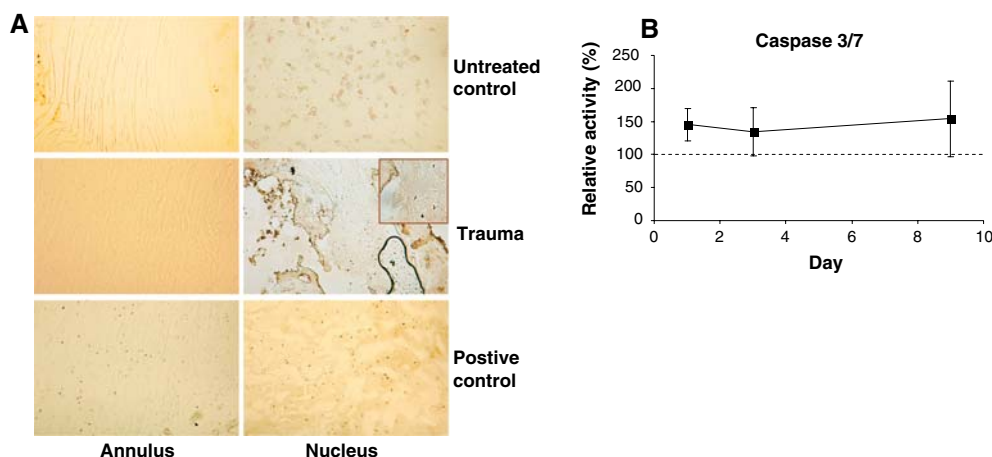 A
Untreated
control
Trauma
Postive
control
Annulus
Nucleus
B
Caspase 3/7
Relative activity (%)
250
200
150
100
50
0
0 2 4 6 8 10
Day